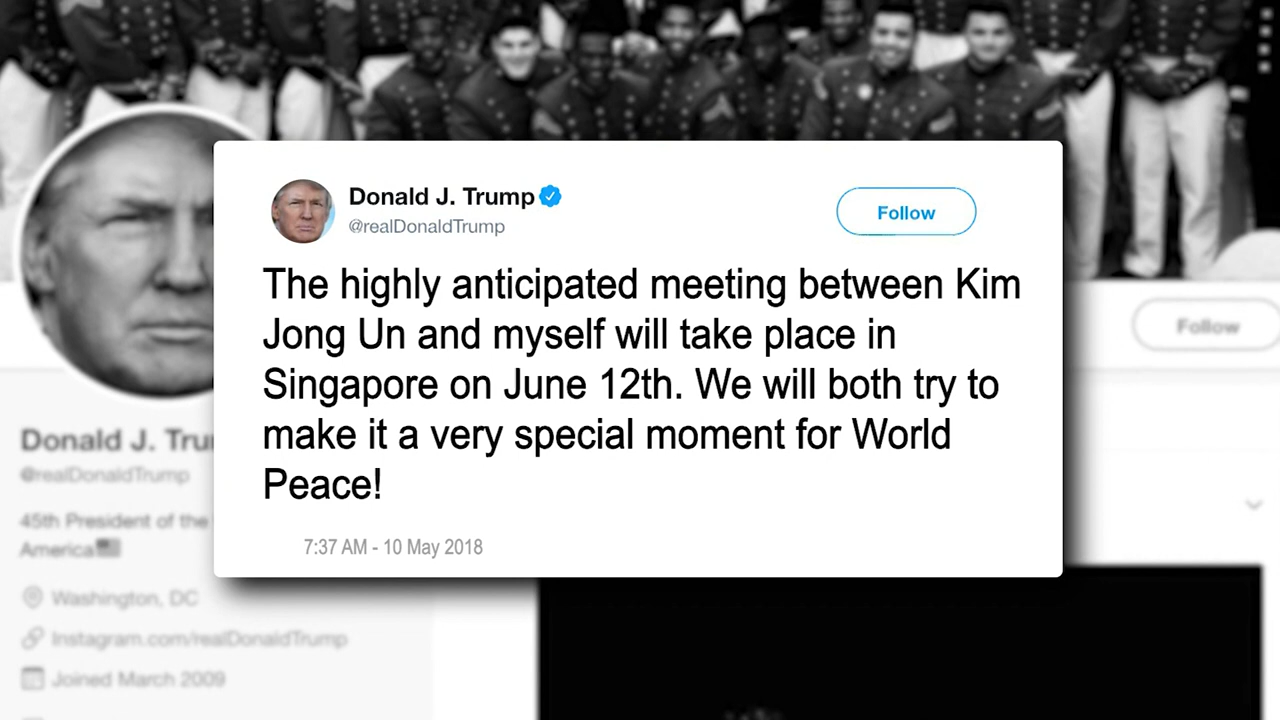 Donald J. Trump
@realDonaldTrump
Follow
The highly anticipated meeting between Kim
Jong Un and myself will take place in
Singapore on June 12th. We will both try to
make it a very special moment for World
Peace!
7:37 AM - 10 May 2018
Follow
Donald J. Tru
@realDonaldTrump
45th President of the
America
Washington, DC
Instagram.com/realDonaldTrump
Joined March 2009